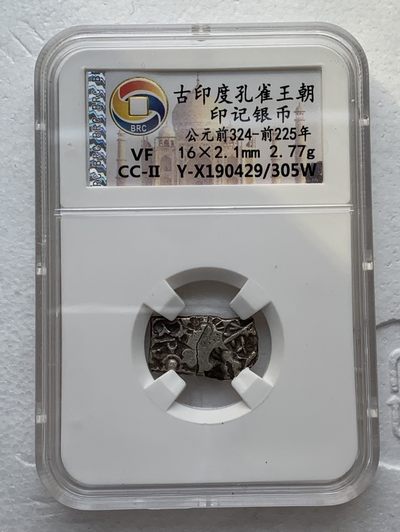 古印度孔雀王朝
印记银币
公元前324-前225年
BRC
VF 16×2.1mm 2.77g
CC-II Y-X190429/305W